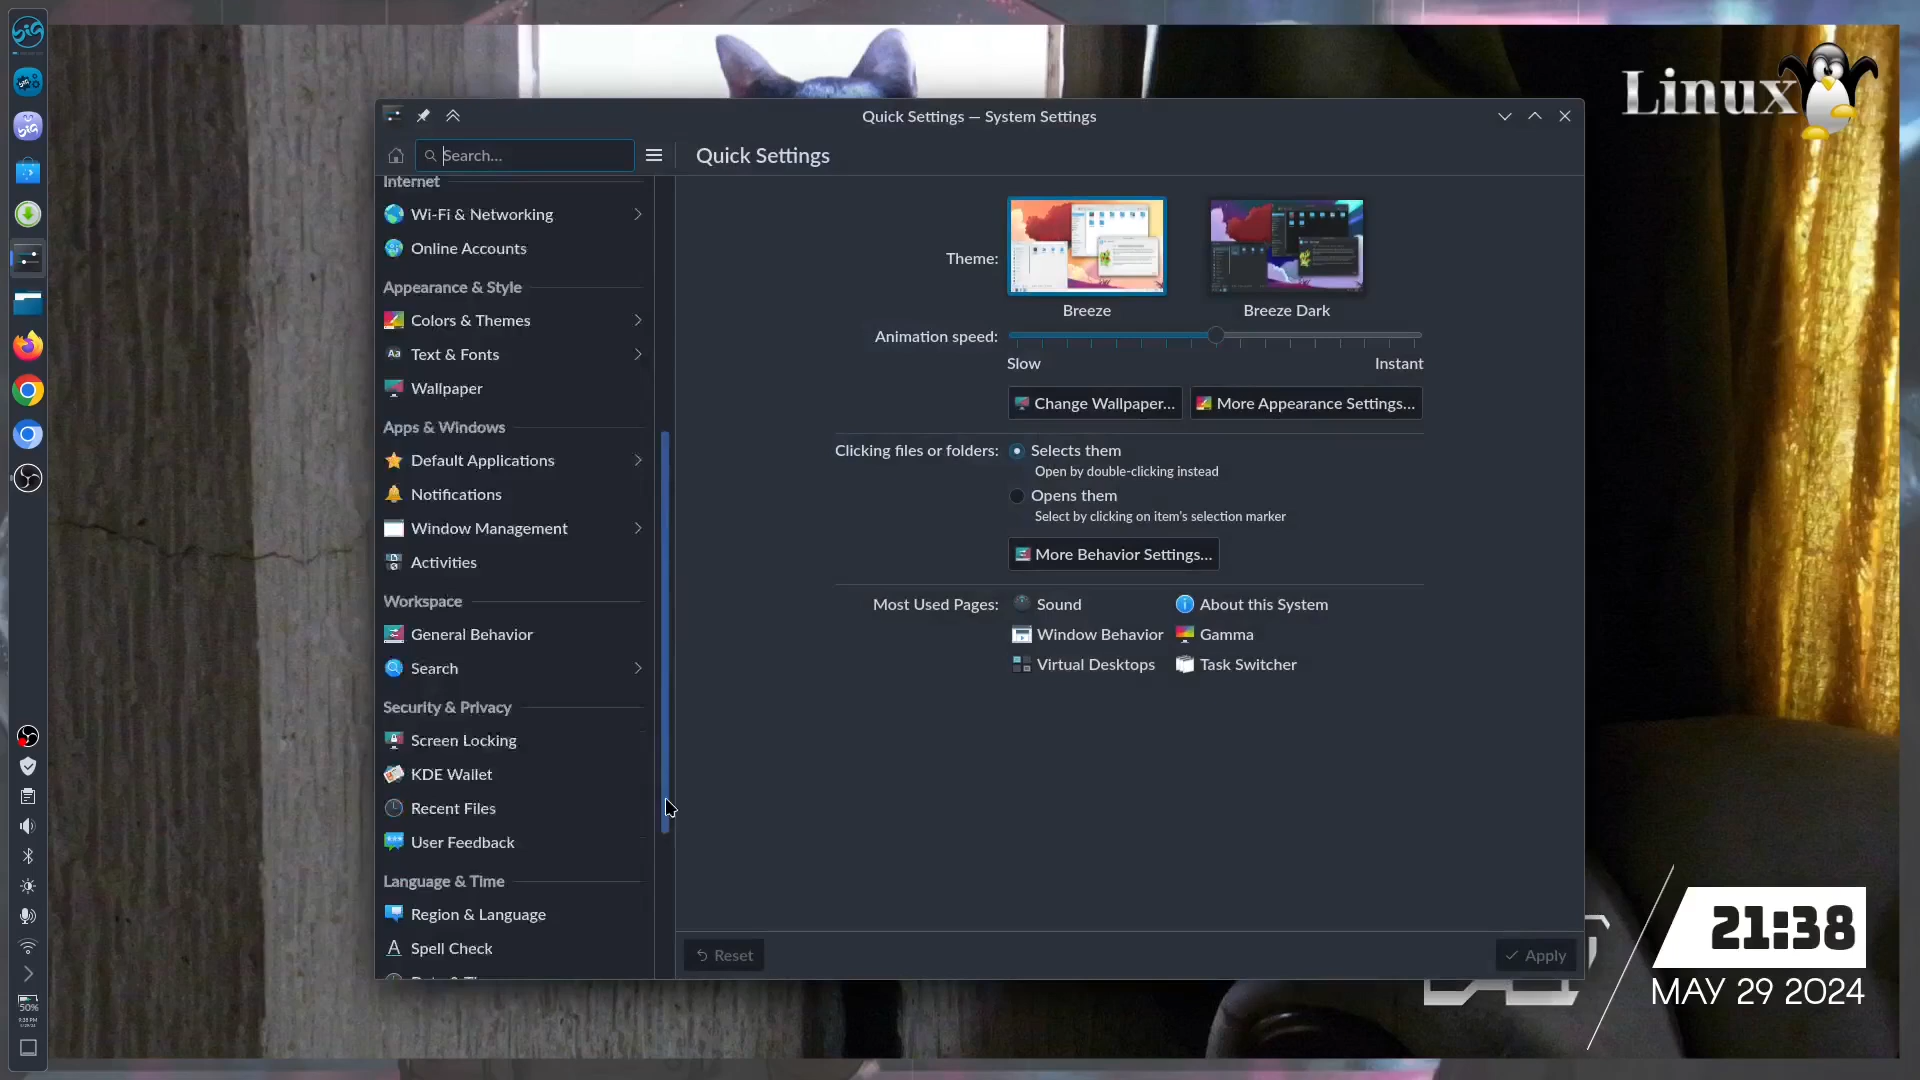 Quick Settings — System Settings
Search...
Quick Settings
Internet
Wi-Fi & Networking
Online Accounts
Appearance & Style
Colors & Themes
Text & Fonts
Wallpaper
Apps & Windows
Default Applications
Notifications
Window Management
Activities
Workspace
General Behavior
Search
Security & Privacy
Screen Locking
KDE Wallet
Recent Files
User Feedback
Language & Time
Region & Language
Spell Check
Theme:
Breeze
Breeze Dark
Animation speed:
Slow
Instant
Change Wallpaper...
More Appearance Settings...
Clicking files or folders:
Selects them
Open by double-clicking instead
Opens them
Select by clicking on item's selection marker
More Behavior Settings...
Most Used Pages:
Sound
About this System
Window Behavior
Gamma
Virtual Desktops
Task Switcher
Reset
Apply
Linux
21:38
MAY 29 2024
50%
9:38 PM